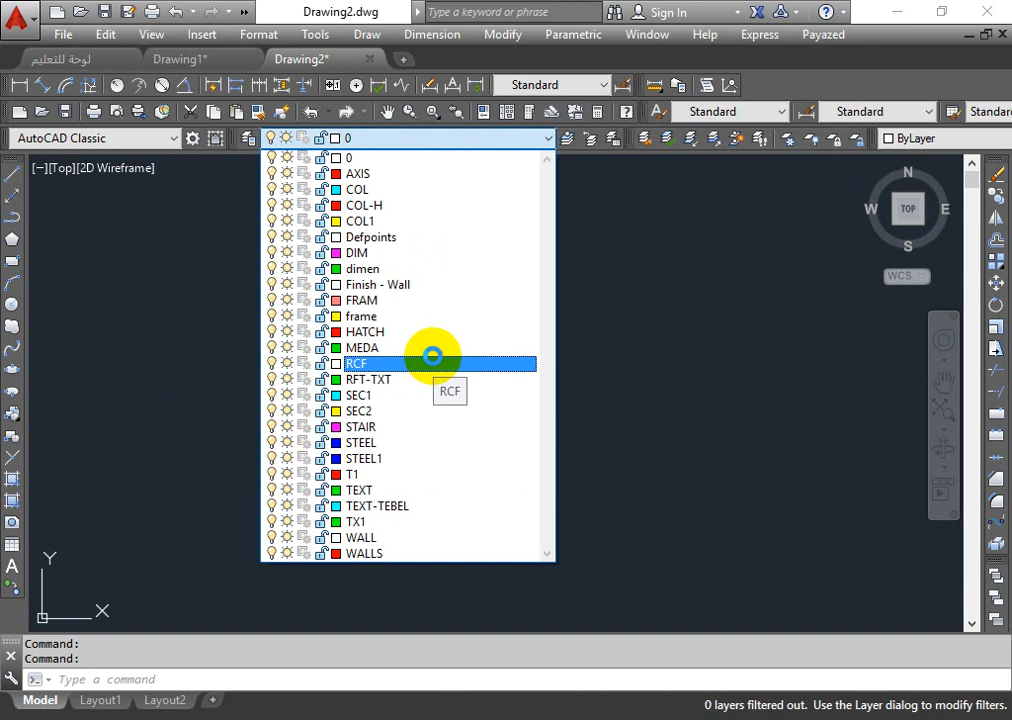 Drawing2.dwg
Type a keyword or phrase
Sign In
File Edit View Insert Format Tools Draw Dimension Modify Parametric Window Help Express Payazed
لوحة للتعليم Drawing1* Drawing2*
Standard
Standard Standard Standard
AutoCAD Classic 0 ByLayer
[−][Top][2D Wireframe]
0
AXIS
COL
COL-H
COL1
Defpoints
DIM
dimen
Finish - Wall
FRAM
frame
HATCH
MEDA
RCF
RFT-TXT
SEC1
SEC2
STAIR
STEEL
STEEL1
T1
TEXT
TEXT-TEBEL
TX1
WALL
WALLS
RCF
N
W TOP E
S
WCS
Y
X
Command:
Command:
Type a command
Model Layout1 Layout2
0 layers filtered out. Use the Layer dialog to modify filters.